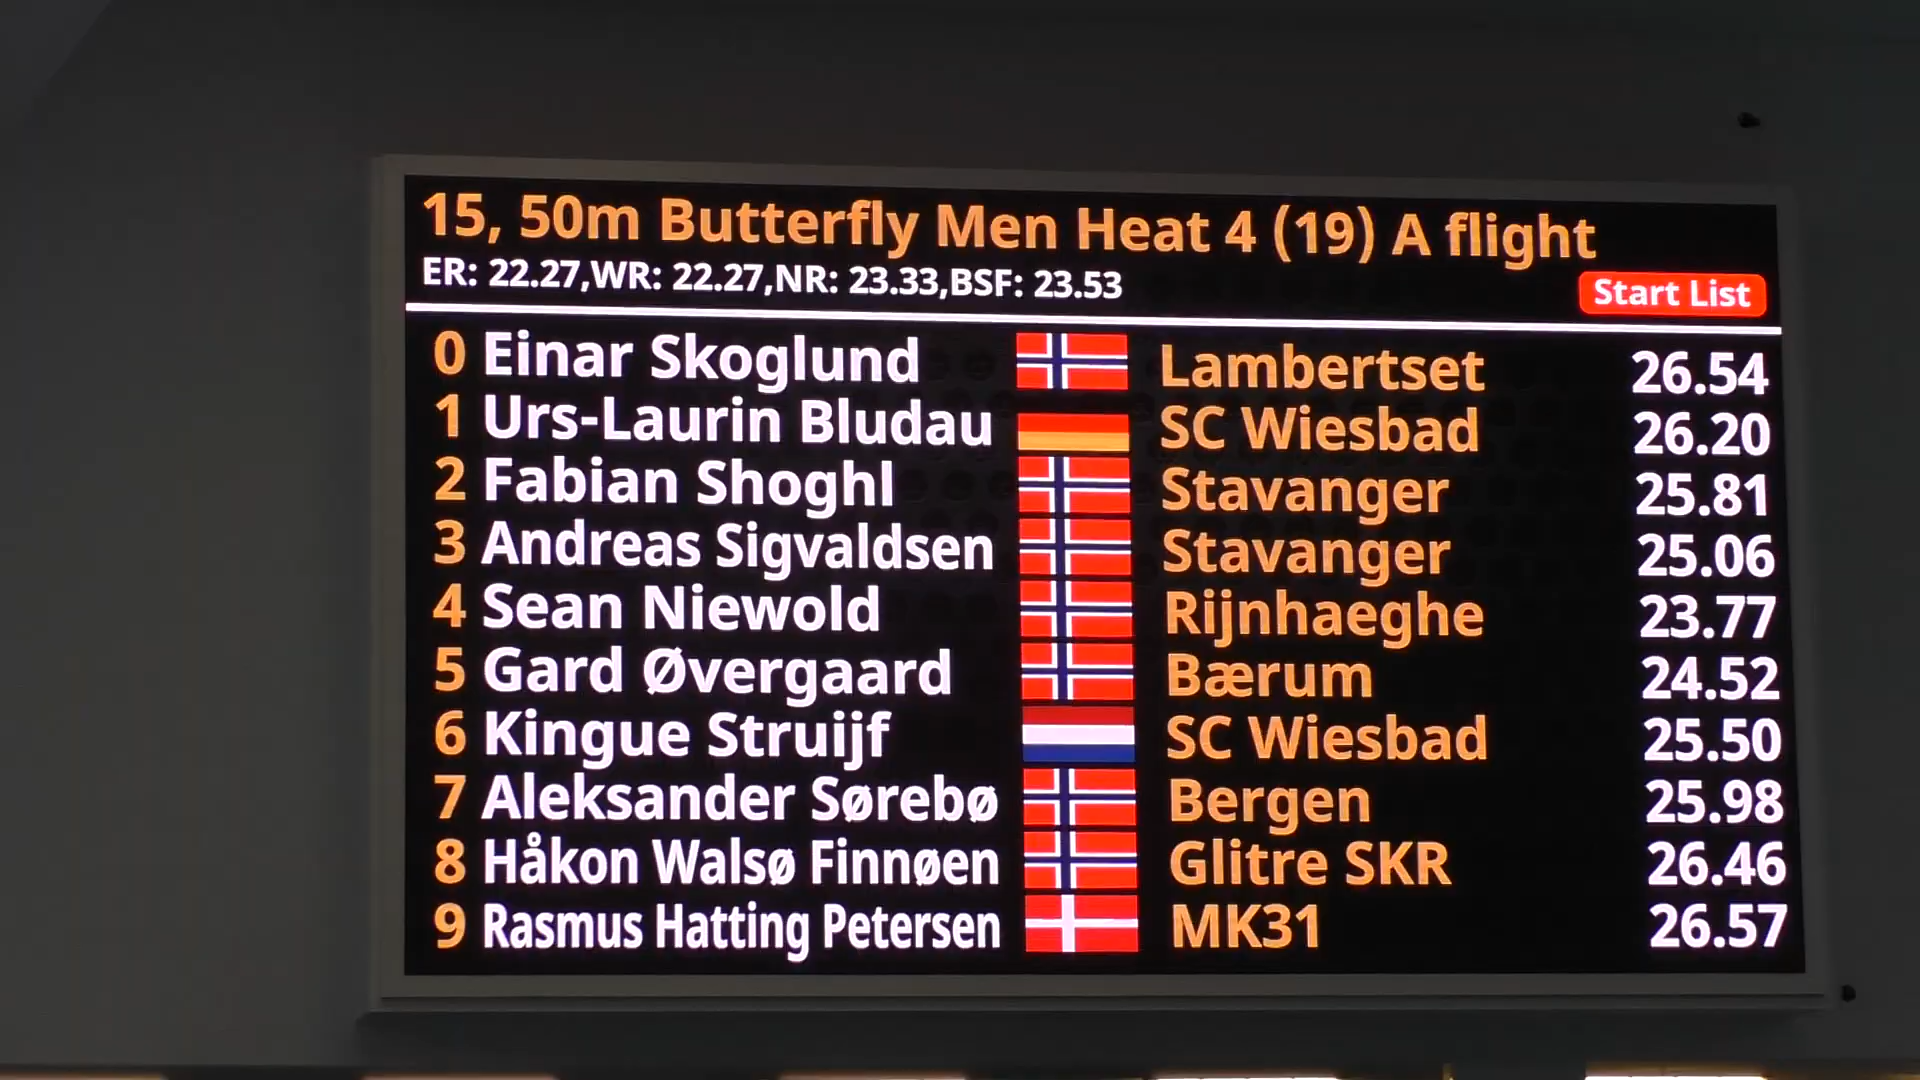 15, 50m Butterfly Men Heat 4 (19) A flight
ER: 22.27,WR: 22.27,NR: 23.33,BSF: 23.53
Start List
0 Einar Skoglund Lambertset 26.54
1 Urs-Laurin Bludau SC Wiesbad 26.20
2 Fabian Shoghl Stavanger 25.81
3 Andreas Sigvaldsen Stavanger 25.06
4 Sean Niewold Rijnhaeghe 23.77
5 Gard Øvergaard Bærum 24.52
6 Kingue Struijf SC Wiesbad 25.50
7 Aleksander Sørebø Bergen 25.98
8 Håkon Walsø Finnøen Glitre SKR 26.46
9 Rasmus Hatting Petersen MK31 26.57